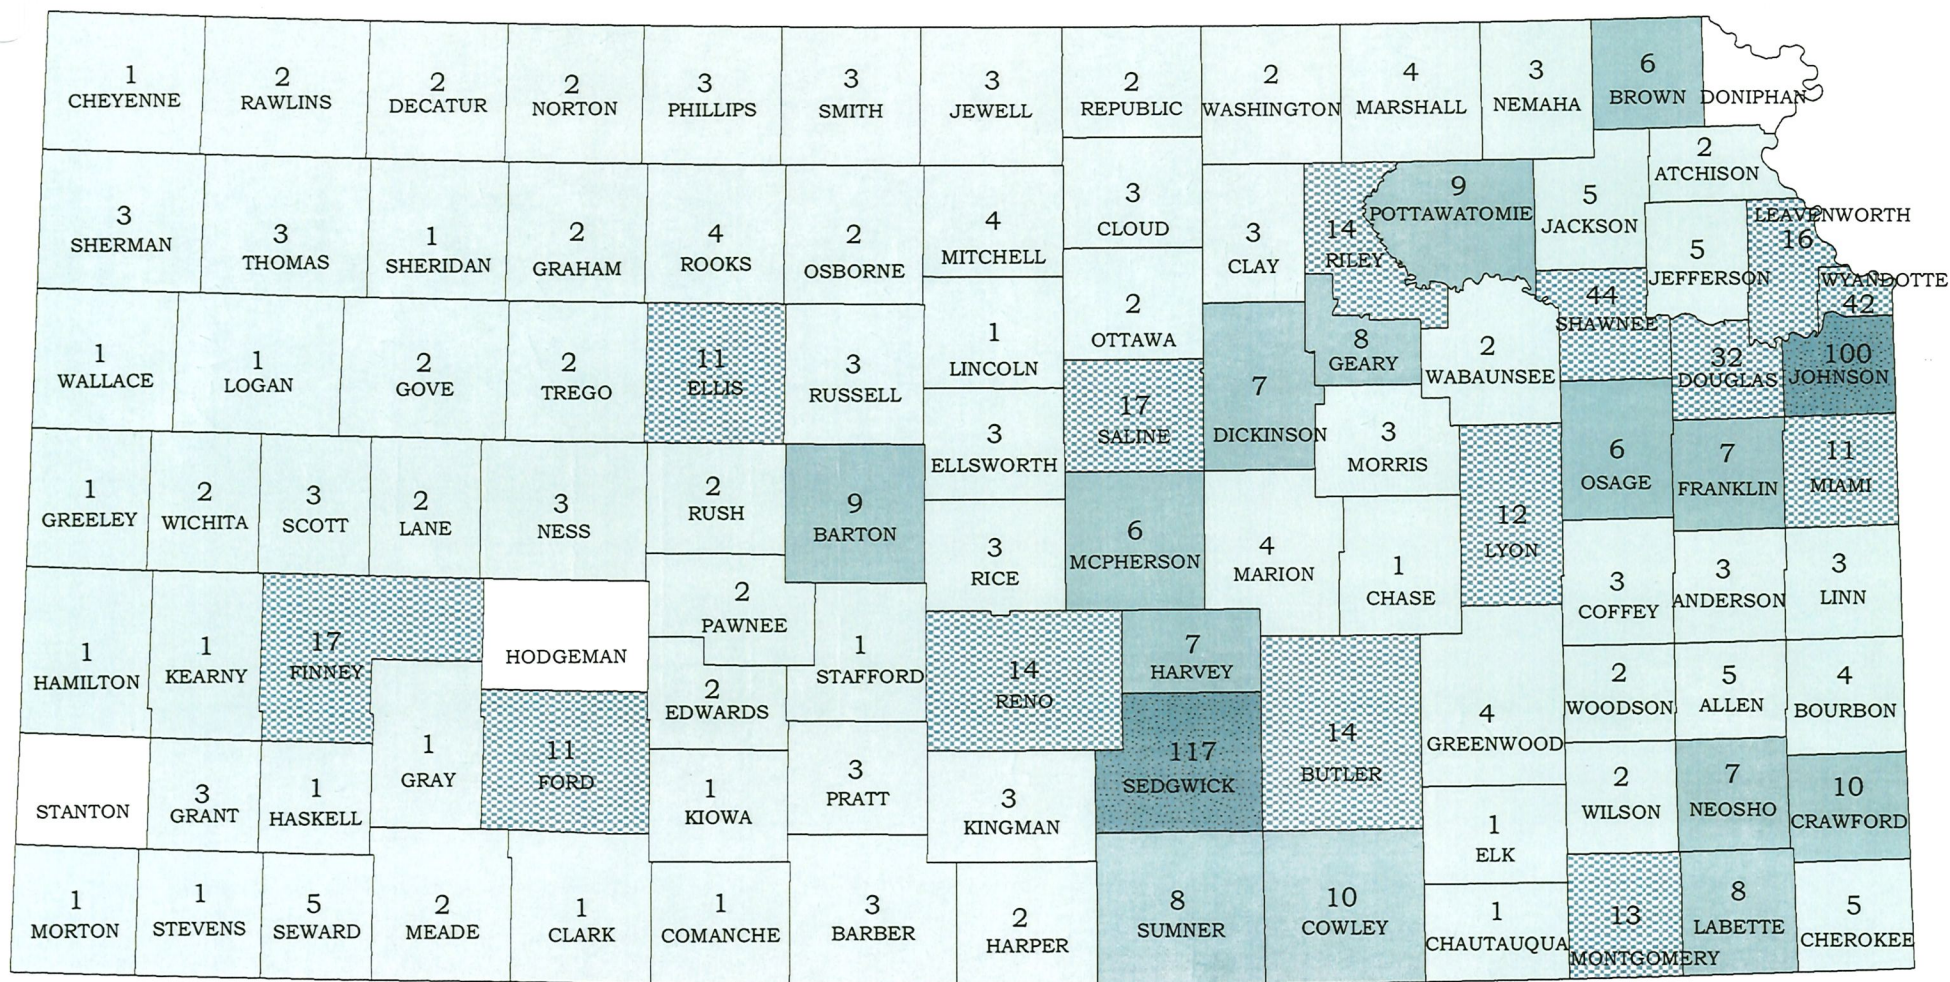 1
CHEYENNE
2
RAWLINS
2
DECATUR
2
NORTON
3
PHILLIPS
3
SMITH
3
JEWELL
2
REPUBLIC
2
WASHINGTON
4
MARSHALL
3
NEMAHA
6
BROWN
DONIPHAN
2
ATCHISON
3
SHERMAN
3
THOMAS
1
SHERIDAN
2
GRAHAM
4
ROOKS
2
OSBORNE
4
MITCHELL
3
CLOUD
3
CLAY
14
RILEY
9
POTTAWATOMIE
5
JACKSON
5
JEFFERSON
LEAVENWORTH
16
WYANDOTTE
42
1
WALLACE
1
LOGAN
2
GOVE
2
TREGO
11
ELLIS
3
RUSSELL
1
LINCOLN
2
OTTAWA
17
SALINE
7
DICKINSON
8
GEARY
2
WABAUNSEE
44
SHAWNEE
32
DOUGLAS
100
JOHNSON
1
GREELEY
2
WICHITA
3
SCOTT
2
LANE
3
NESS
2
RUSH
9
BARTON
3
ELLSWORTH
3
RICE
6
MCPHERSON
4
MARION
3
MORRIS
1
CHASE
12
LYON
6
OSAGE
7
FRANKLIN
11
MIAMI
3
COFFEY
3
ANDERSON
3
LINN
1
HAMILTON
1
KEARNY
17
FINNEY
HODGEMAN
2
PAWNEE
2
EDWARDS
1
STAFFORD
14
RENO
7
HARVEY
117
SEDGWICK
14
BUTLER
4
GREENWOOD
2
WOODSON
5
ALLEN
4
BOURBON
STANTON
3
GRANT
1
HASKELL
1
GRAY
11
FORD
1
KIOWA
3
PRATT
3
KINGMAN
1
ELK
2
WILSON
7
NEOSHO
10
CRAWFORD
1
MORTON
1
STEVENS
5
SEWARD
2
MEADE
1
CLARK
1
COMANCHE
3
BARBER
2
HARPER
8
SUMNER
10
COWLEY
1
CHAUTAUQUA
13
MONTGOMERY
8
LABETTE
5
CHEROKEE